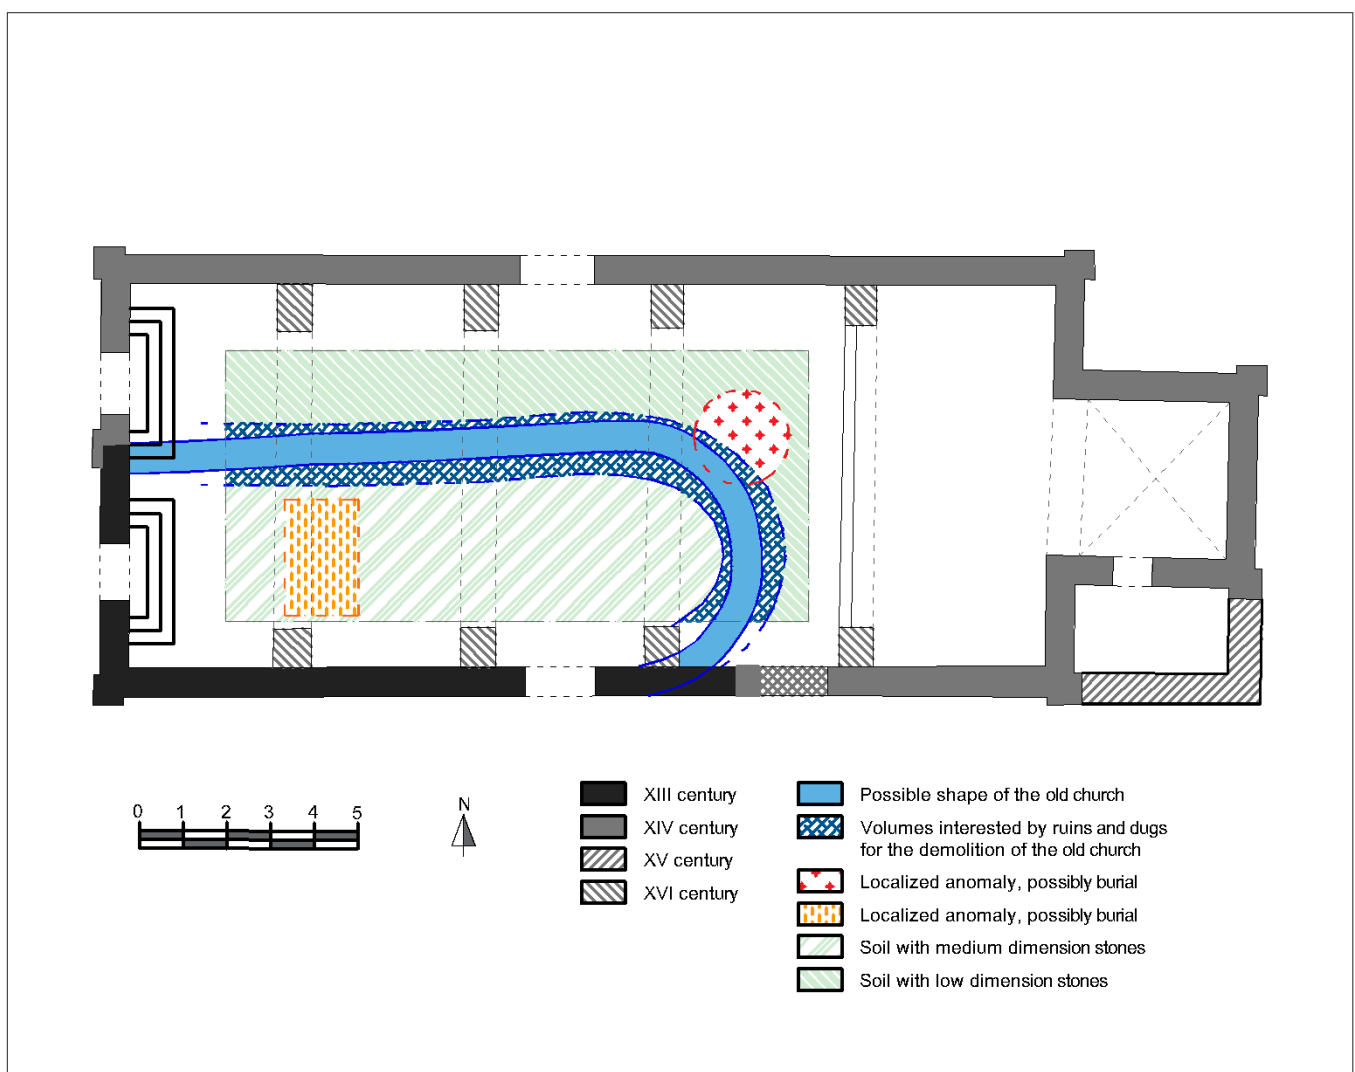 0 1 2 3 4 5
N
XIII century
XIV century
XV century
XVI century
Possible shape of the old church
Volumes interested by ruins and dugs
for the demolition of the old church
Localized anomaly, possibly burial
Localized anomaly, possibly burial
Soil with medium dimension stones
Soil with low dimension stones